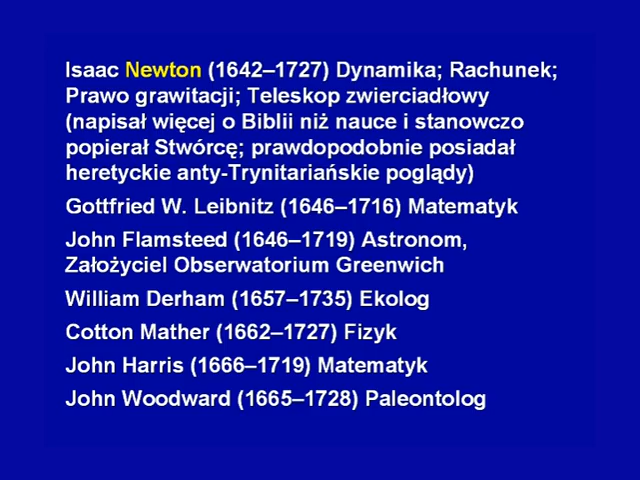 Isaac Newton (1642–1727) Dynamika; Rachunek;
Prawo grawitacji; Teleskop zwierciadłowy
(napisał więcej o Biblii niż nauce i stanowczo
popierał Stwórcę; prawdopodobnie posiadał
heretyckie anty-Trynitariańskie poglądy)
Gottfried W. Leibnitz (1646–1716) Matematyk
John Flamsteed (1646–1719) Astronom,
Założyciel Obserwatorium Greenwich
William Derham (1657–1735) Ekolog
Cotton Mather (1662–1727) Fizyk
John Harris (1666–1719) Matematyk
John Woodward (1665–1728) Paleontolog